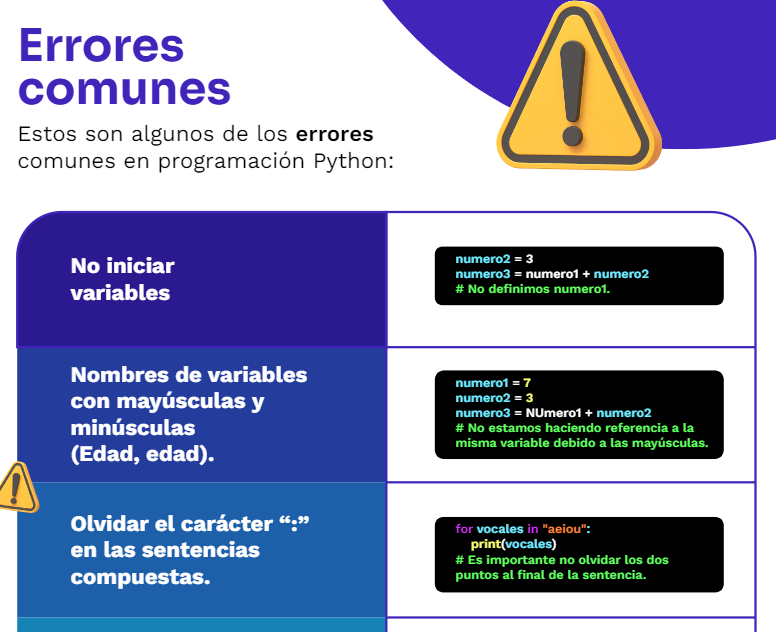 Errores
comunes
Estos son algunos de los errores
comunes en programación Python:
No iniciar
variables
numero2 = 3
numero3 = numero1 + numero2
# No definimos numero1.
Nombres de variables
con mayúsculas y
minúsculas
(Edad, edad).
numero1 = 7
numero2 = 3
numero3 = NUmero1 + numero2
# No estamos haciendo referencia a la
misma variable debido a las mayúsculas.
Olvidar el carácter “:”
en las sentencias
compuestas.
for vocales in "aeiou":
    print(vocales)
# Es importante no olvidar los dos
puntos al final de la sentencia.